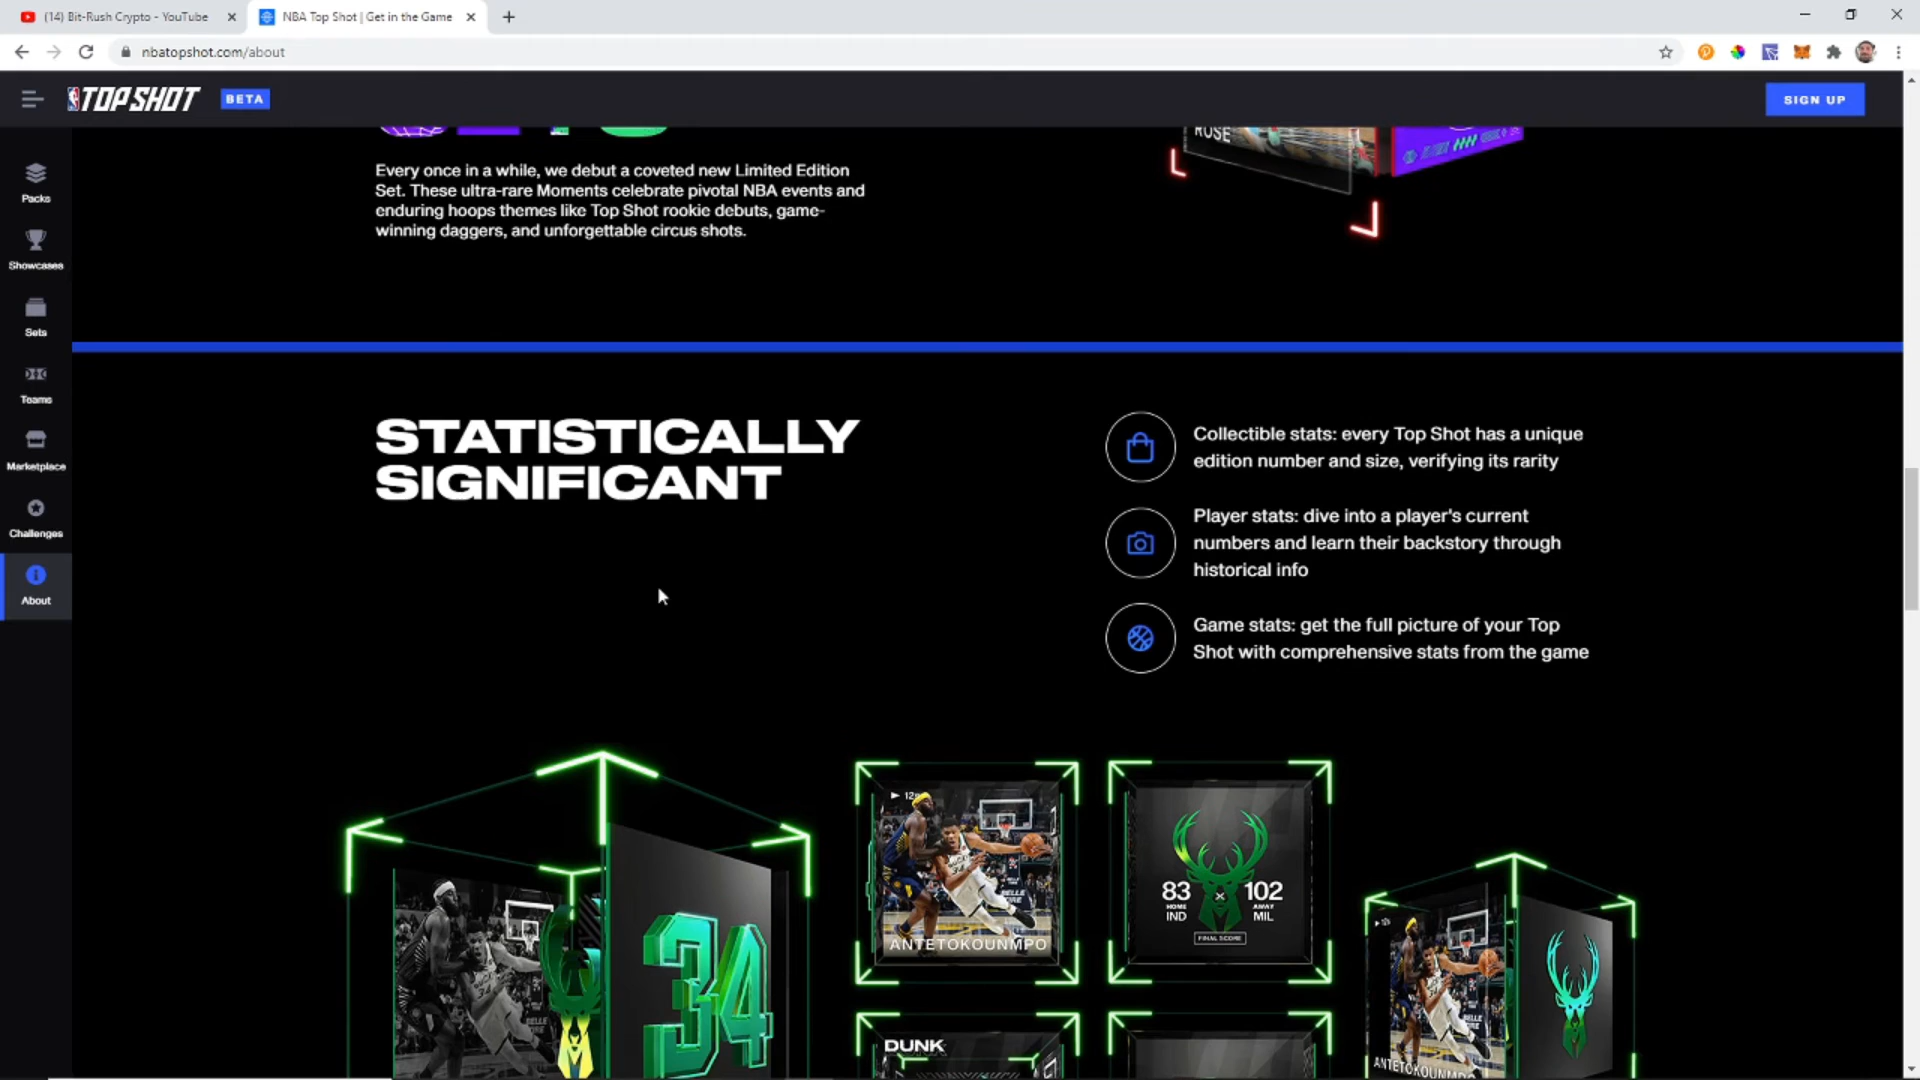 (14) Bit-Rush Crypto - YouTube
NBA Top Shot | Get in the Game
nbatopshot.com/about
TOP SHOT
BETA
SIGN UP
Packs
Showcases
Sets
Teams
Marketplace
Challenges
About
RUSE
Every once in a while, we debut a coveted new Limited Edition
Set. These ultra-rare Moments celebrate pivotal NBA events and
enduring hoops themes like Top Shot rookie debuts, game-
winning daggers, and unforgettable circus shots.
STATISTICALLY
SIGNIFICANT
Collectible stats: every Top Shot has a unique
edition number and size, verifying its rarity
Player stats: dive into a player's current
numbers and learn their backstory through
historical info
Game stats: get the full picture of your Top
Shot with comprehensive stats from the game
ANTETOKOUNMPO
83 x 102
HOME AWAY
IND MIL
FINAL SCORE
34
DUNK
34
ANTETOKOUNMPO